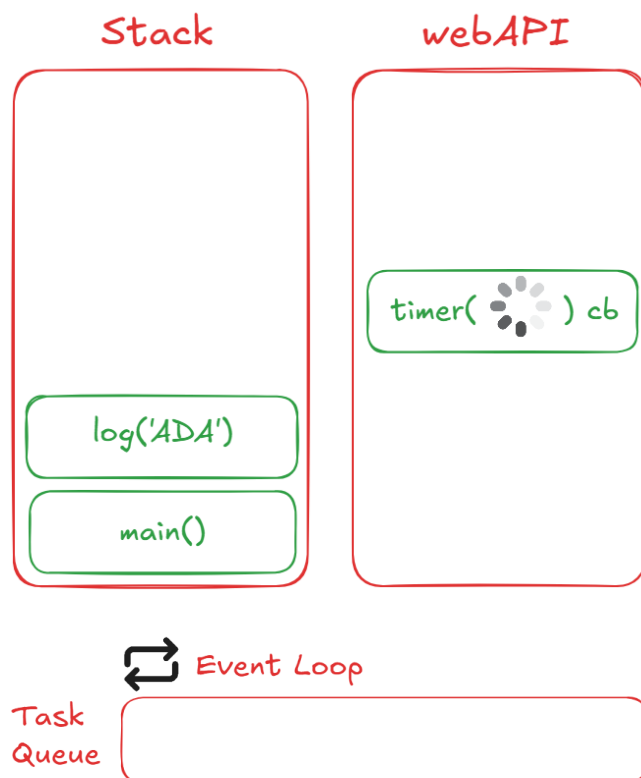 Stack
webAPI
timer( ) cb
log('ADA')
main()
Event Loop
Task
Queue